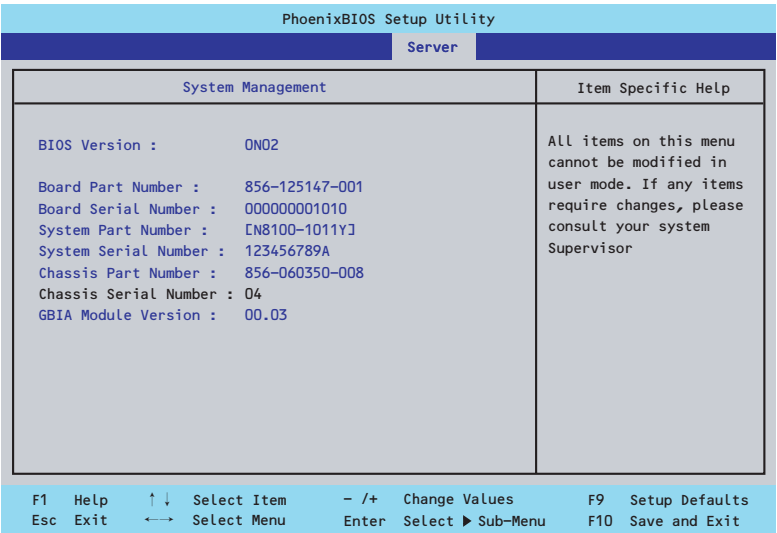 PhoenixBIOS Setup Utility
Server
System Management
Item Specific Help
BIOS Version : 0N02
Board Part Number : 856-125147-001
Board Serial Number : 000000001010
System Part Number : [N8100-1011Y]
System Serial Number : 123456789A
Chassis Part Number : 856-060350-008
Chassis Serial Number : 04
GBIA Module Version : 00.03
All items on this menu
cannot be modified in
user mode. If any items
require changes, please
consult your system
Supervisor
F1 Help ↑↓ Select Item - /+ Change Values F9 Setup Defaults
Esc Exit ←→ Select Menu Enter Select ▶ Sub-Menu F10 Save and Exit